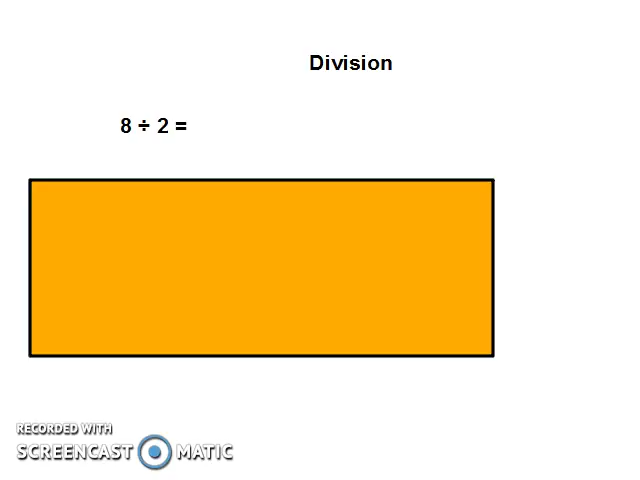 Division
8 ÷ 2 =
RECORDED WITH
SCREENCAST MATIC